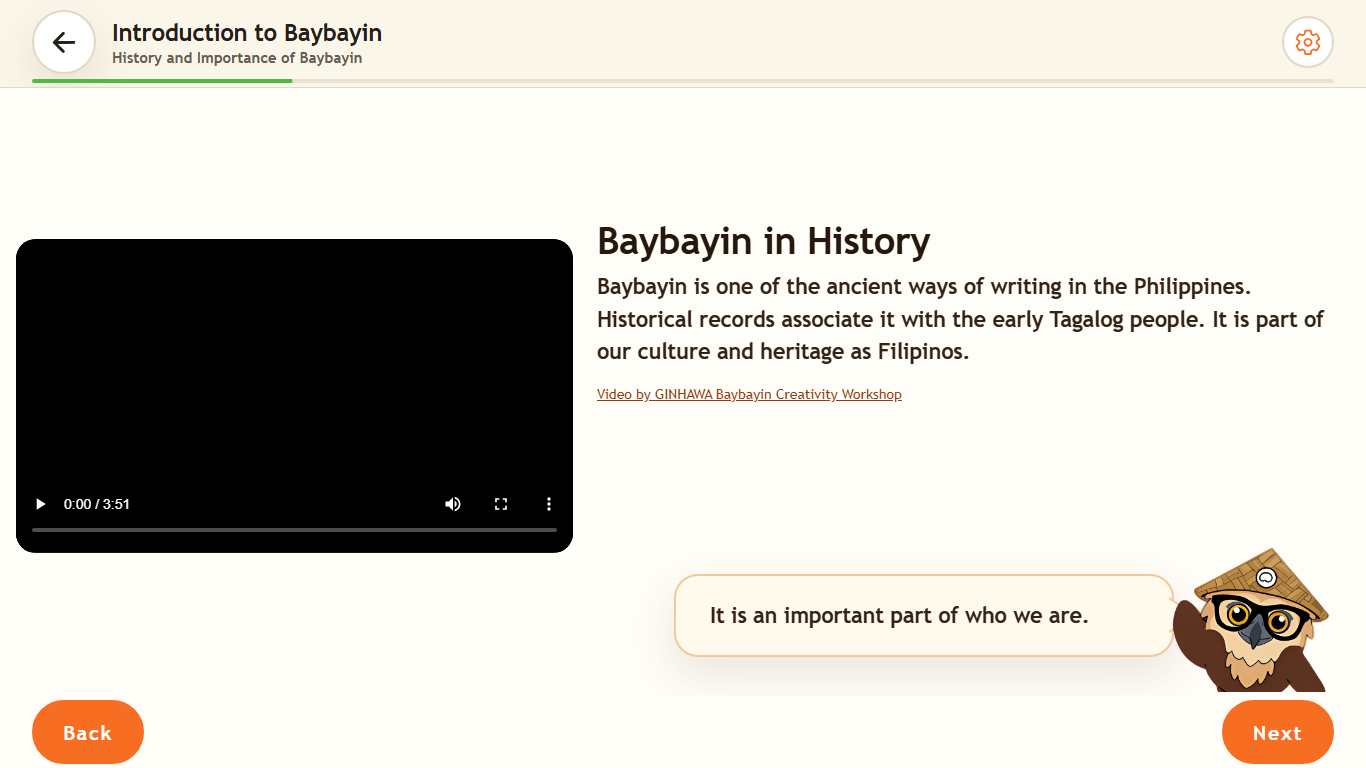 Introduction to Baybayin
History and Importance of Baybayin
Baybayin in History
Baybayin is one of the ancient ways of writing in the Philippines.
Historical records associate it with the early Tagalog people. It is part of
our culture and heritage as Filipinos.
Video by GINHAWA Baybayin Creativity Workshop
0:00 / 3:51
It is an important part of who we are.
Back
Next